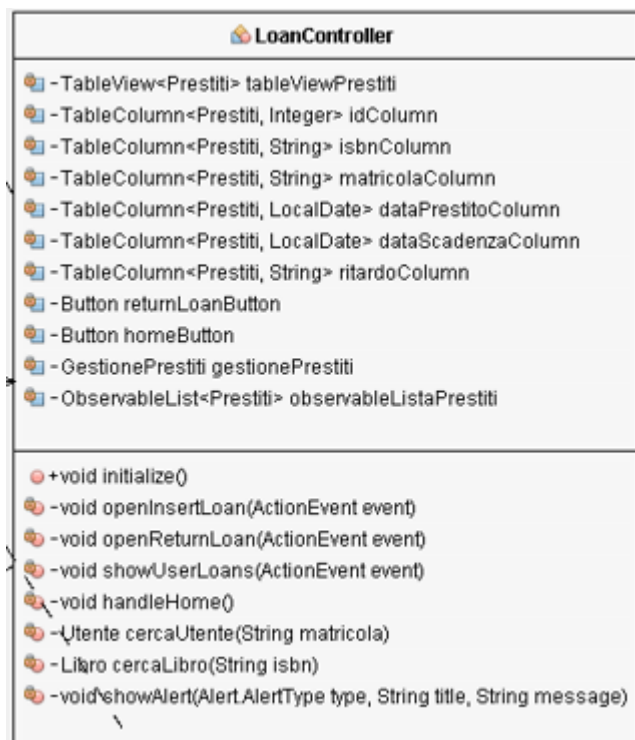 LoanController
-TableView<Prestiti> tableViewPrestiti
-TableColumn<Prestiti, Integer> idColumn
-TableColumn<Prestiti, String> isbnColumn
-TableColumn<Prestiti, String> matricolaColumn
-TableColumn<Prestiti, LocalDate> dataPrestitoColumn
-TableColumn<Prestiti, LocalDate> dataScadenzaColumn
-TableColumn<Prestiti, String> ritardoColumn
-Button returnLoanButton
-Button homeButton
-GestionePrestiti gestionePrestiti
-ObservableList<Prestiti> observableListaPrestiti
+void initialize()
-void openInsertLoan(ActionEvent event)
-void openReturnLoan(ActionEvent event)
-void showUserLoans(ActionEvent event)
-void handleHome()
-Utente cercaUtente(String matricola)
-Libro cercaLibro(String isbn)
-void showAlert(Alert.AlertType type, String title, String message)